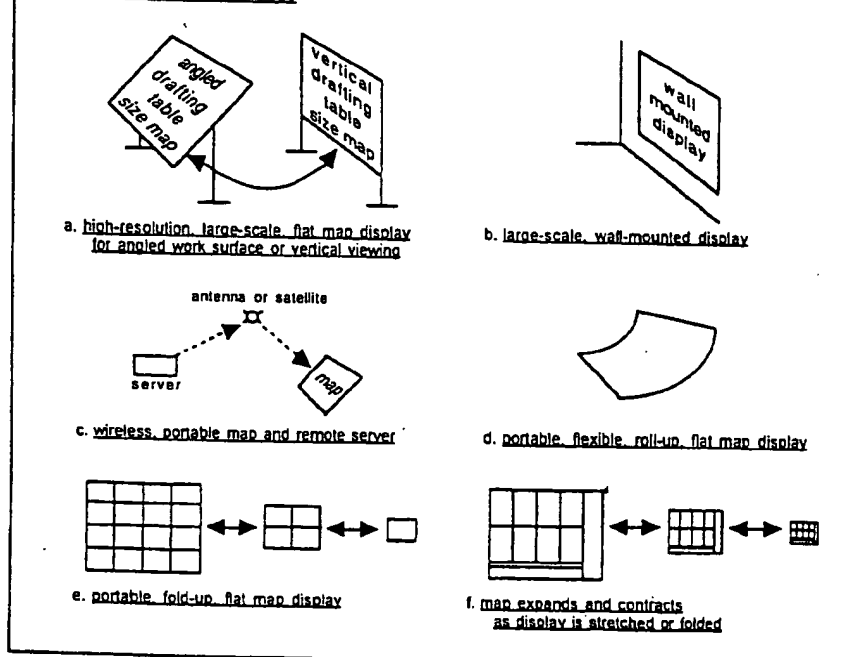 angled
drafting
table
size map
vertical
drafting
table
size map
wall
mounted
display
a. high-resolution, large-scale, flat map display
for angled work surface or vertical viewing
b. large-scale, wall-mounted display
antenna or satellite
server
map
c. wireless, portable map and remote server
d. portable, flexible, roll-up, flat map display
e. portable, fold-up, flat map display
f. map expands and contracts
as display is stretched or folded